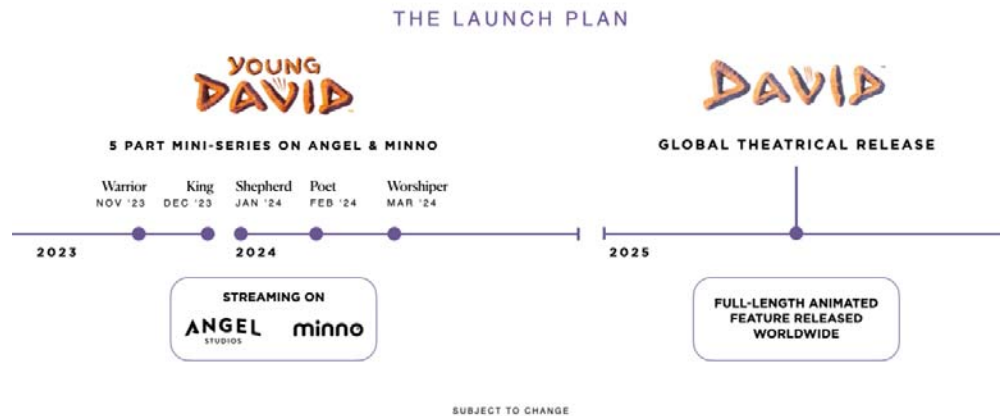 THE LAUNCH PLAN
YOUNG
DAVID
5 PART MINI-SERIES ON ANGEL & MINNO
Warrior King Shepherd Poet Worshiper
NOV '23 DEC '23 JAN '24 FEB '24 MAR '24
2023 2024
STREAMING ON
ANGEL minno
STUDIOS
DAVID
GLOBAL THEATRICAL RELEASE
2025
FULL-LENGTH ANIMATED
FEATURE RELEASED
WORLDWIDE
SUBJECT TO CHANGE